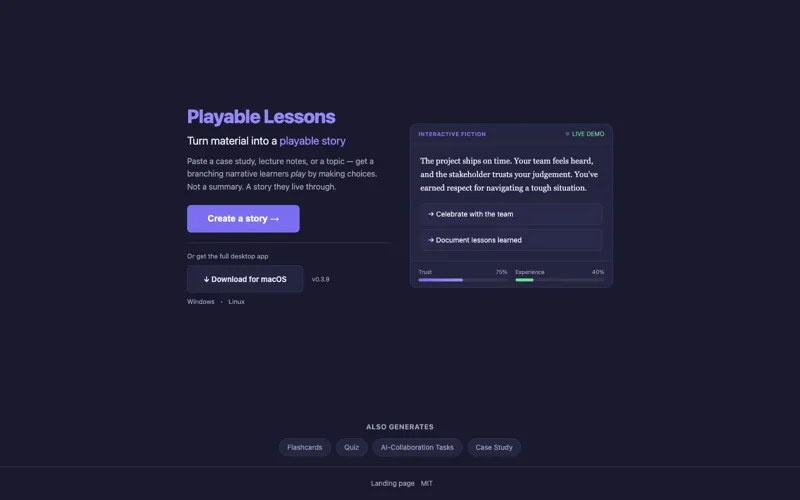 Playable Lessons
Turn material into a playable story
Paste a case study, lecture notes, or a topic — get a
branching narrative learners play by making choices.
Not a summary. A story they live through.
Create a story →
Or get the full desktop app
↓ Download for macOS
v0.3.9
Windows · Linux
INTERACTIVE FICTION
LIVE DEMO
The project ships on time. Your team feels heard,
and the stakeholder trusts your judgement. You've
earned respect for navigating a tough situation.
→ Celebrate with the team
→ Document lessons learned
Trust 75%
Experience 40%
ALSO GENERATES
Flashcards
Quiz
AI-Collaboration Tasks
Case Study
Landing page MIT